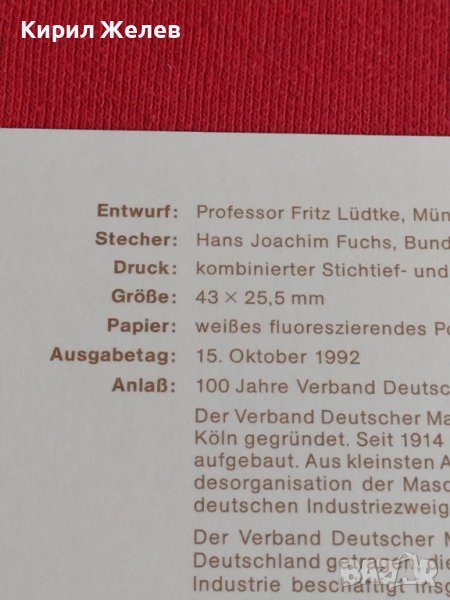 Кирил Желев
Entwurf: Professor Fritz Lüdtke, Mün
Stecher: Hans Joachim Fuchs, Bund
Druck: kombinierter Stichtief- und
Größe: 43 × 25,5 mm
Papier: weißes fluoreszierendes Po
Ausgabetag: 15. Oktober 1992
Anlaß: 100 Jahre Verband Deutsc
Der Verband Deutscher Ma
Köln gegründet. Seit 1914
aufgebaut. Aus kleinsten A
desorganisation der Masc
deutschen Industriezweig
Der Verband Deutscher M
Deutschland getragen die
Industrie beschäftigt insg
BAZAR